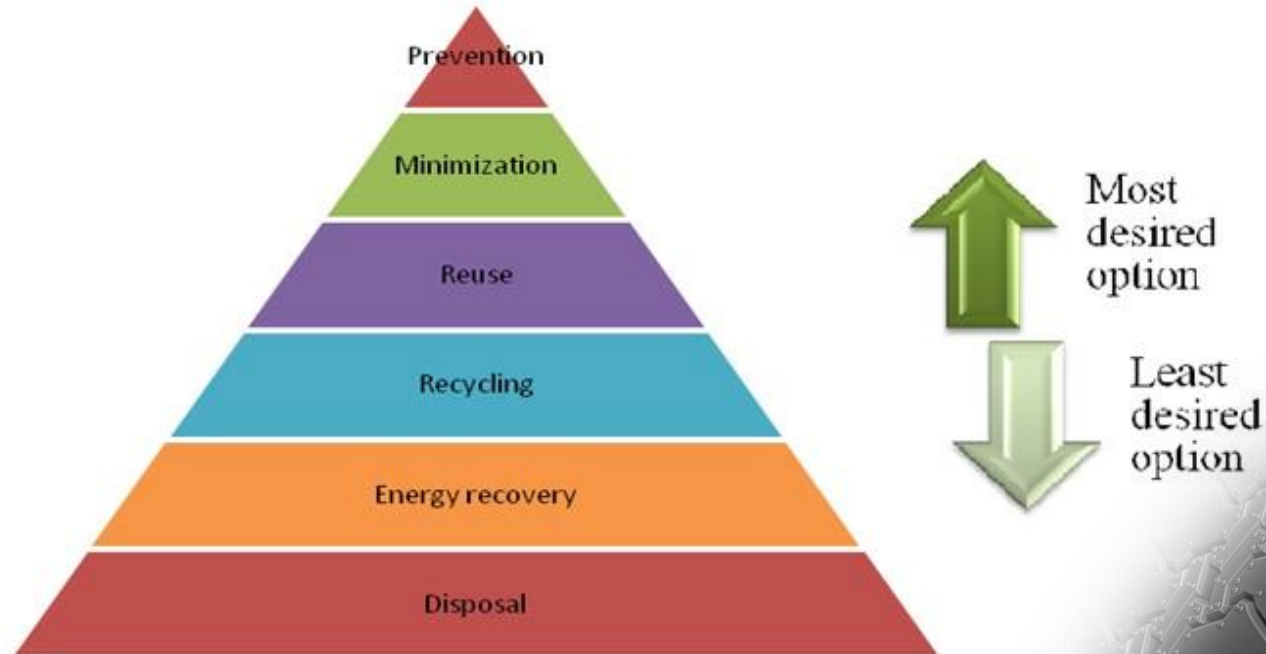 Prevention
Minimization
Reuse
Recycling
Energy recovery
Disposal
Most
desired
option
Least
desired
option